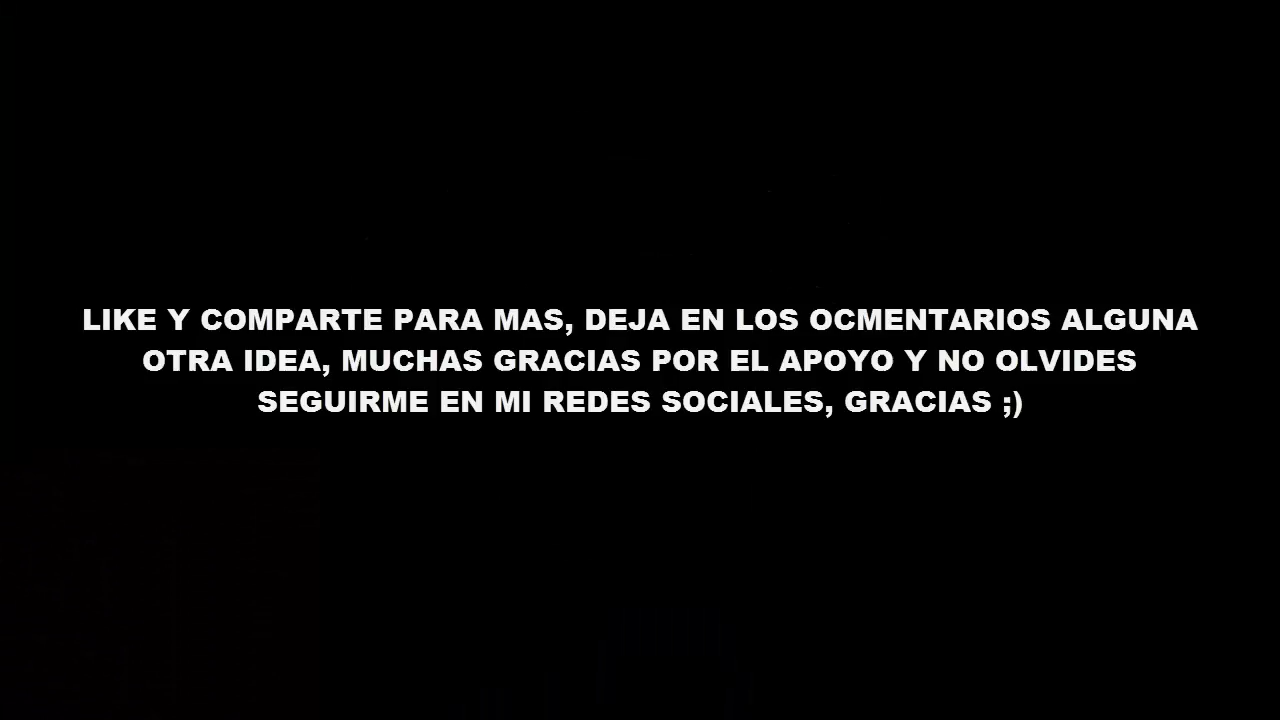 LIKE Y COMPARTE PARA MAS, DEJA EN LOS OCMENTARIOS ALGUNA
OTRA IDEA, MUCHAS GRACIAS POR EL APOYO Y NO OLVIDES
SEGUIRME EN MI REDES SOCIALES, GRACIAS ;)